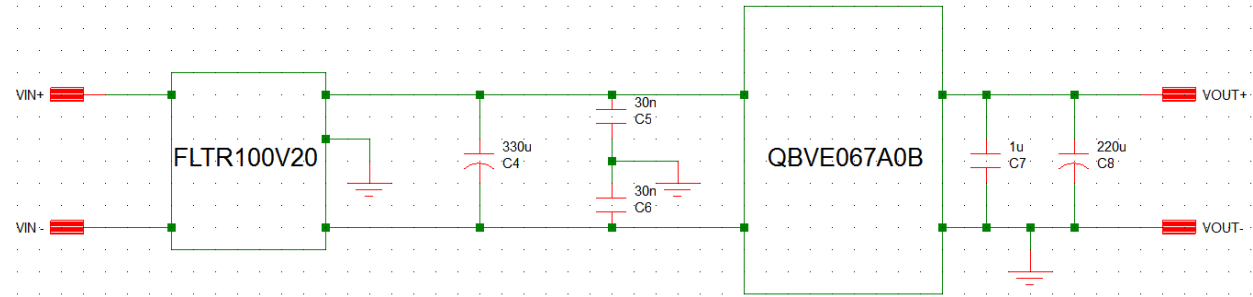 VIN+
VIN-
FLTR100V20
330u
C4
30n
C5
30n
C6
QBVE067A0B
1u
C7
220u
C8
VOUT+
VOUT-